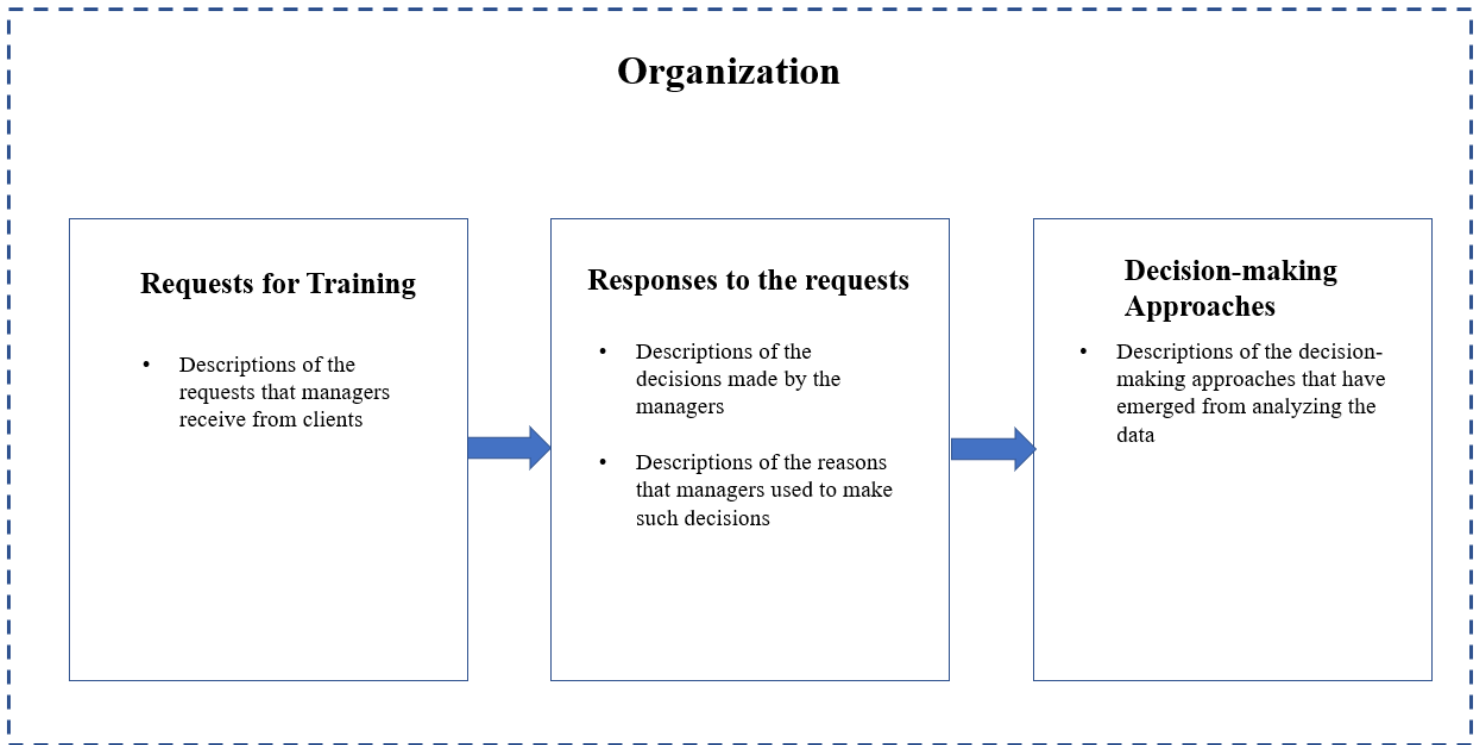 Organization
Requests for Training
• Descriptions of the
requests that managers
receive from clients
Responses to the requests
• Descriptions of the
decisions made by the
managers
• Descriptions of the reasons
that managers used to make
such decisions
Decision-making
Approaches
• Descriptions of the decision-
making approaches that have
emerged from analyzing the
data